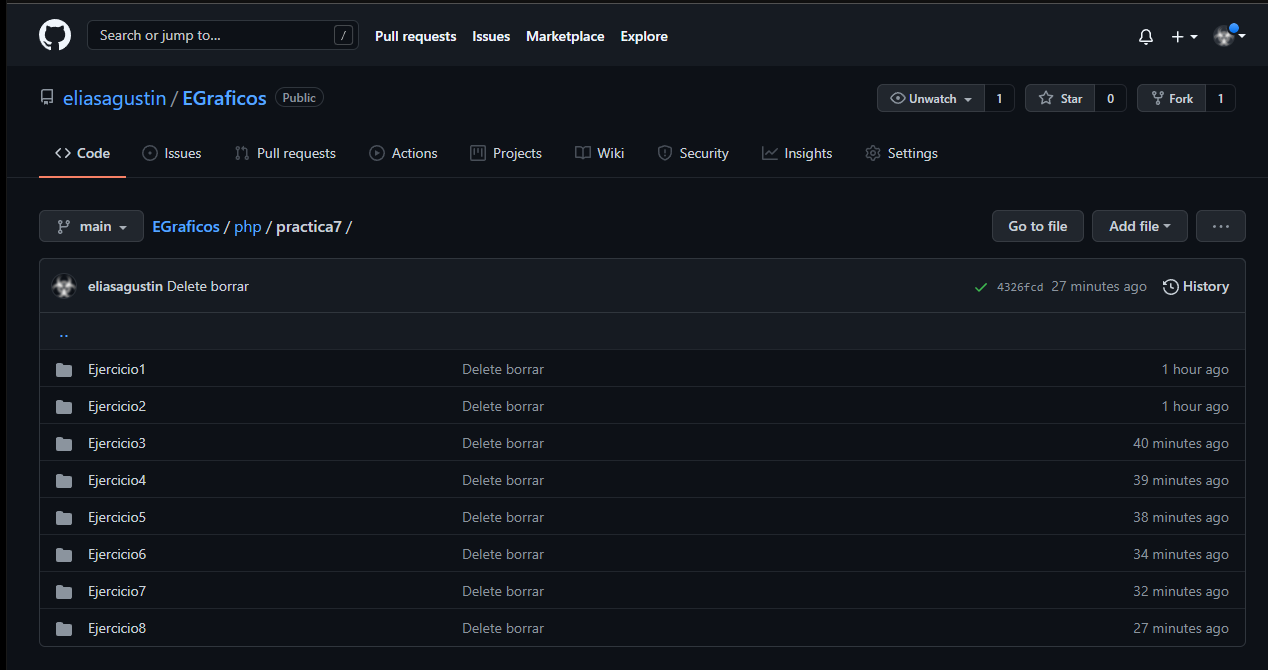 Search or jump to... / Pull requests Issues Marketplace Explore
eliasagustin / EGraficos Public Unwatch 1 Star 0 Fork 1
Code Issues Pull requests Actions Projects Wiki Security Insights Settings
main EGraficos / php / practica7 / Go to file Add file ...
eliasagustin Delete borrar 4326fcd 27 minutes ago History
..
Ejercicio1 Delete borrar 1 hour ago
Ejercicio2 Delete borrar 1 hour ago
Ejercicio3 Delete borrar 40 minutes ago
Ejercicio4 Delete borrar 39 minutes ago
Ejercicio5 Delete borrar 38 minutes ago
Ejercicio6 Delete borrar 34 minutes ago
Ejercicio7 Delete borrar 32 minutes ago
Ejercicio8 Delete borrar 27 minutes ago